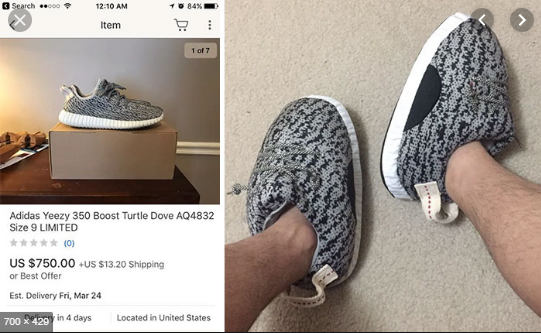 Search
12:10 AM
84%
Item
1 of 7
Adidas Yeezy 350 Boost Turtle Dove AQ4832
Size 9 LIMITED
(0)
US $750.00 +US $13.20 Shipping
or Best Offer
Est. Delivery Fri, Mar 24
in 4 days
Located in United States
700 × 429